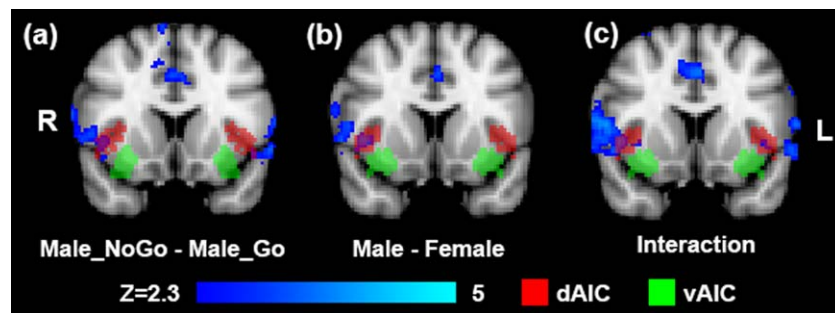 (a) (b) (c)
R L
Male_NoGo - Male_Go Male - Female Interaction
Z=2.3 5 dAIC vAIC